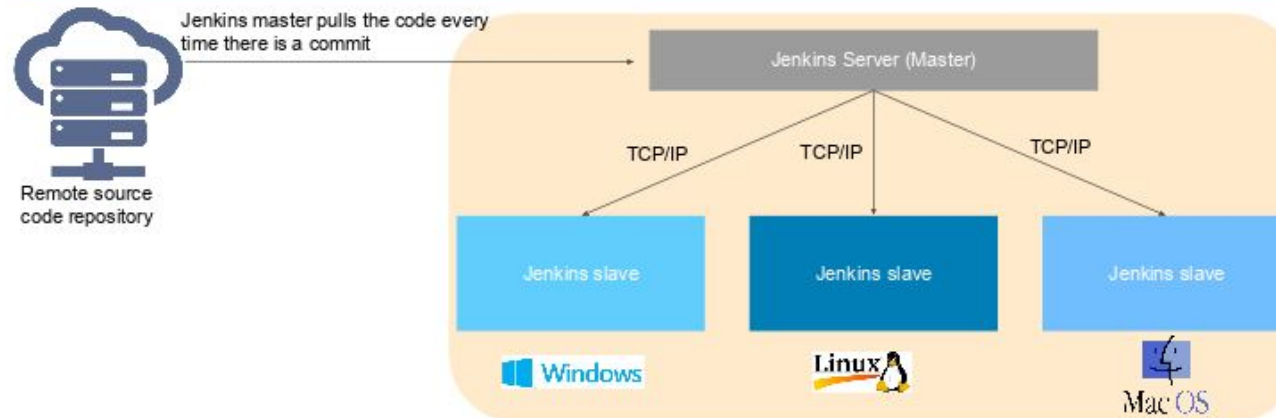 Jenkins master pulls the code every
time there is a commit
Jenkins Server (Master)
TCP/IP
TCP/IP
TCP/IP
Remote source
code repository
Jenkins slave
Jenkins slave
Jenkins slave
Windows
Linux
Mac OS